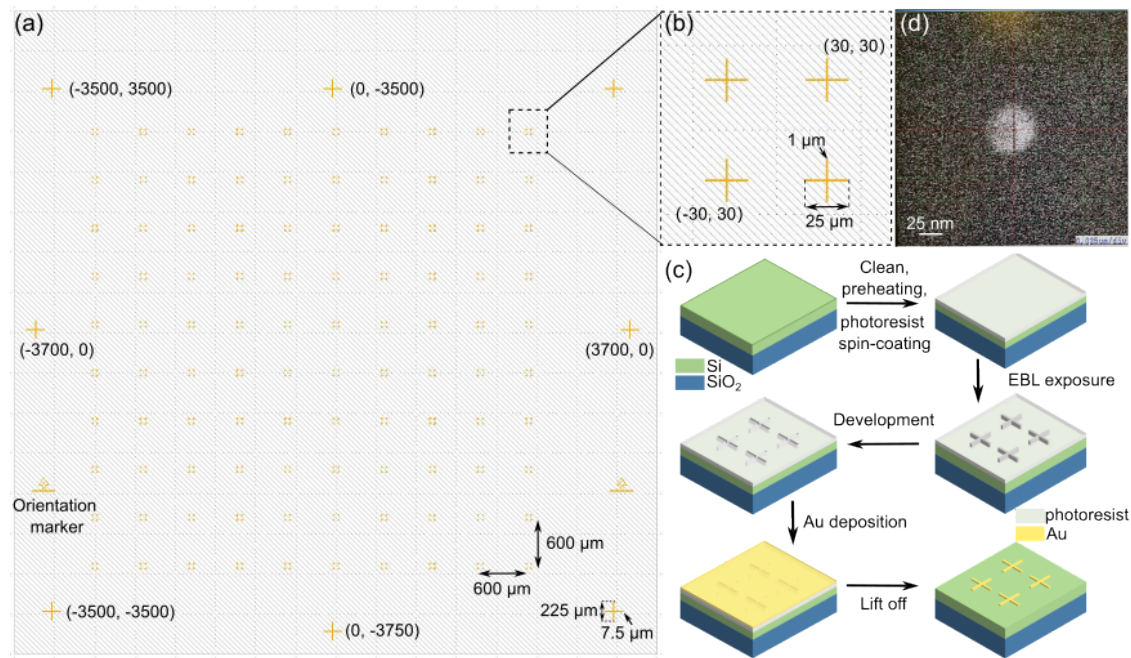 (a)
(-3500, 3500)
(0, -3500)
(-3700, 0)
(3700, 0)
Orientation
marker
600 µm
600 µm
(-3500, -3500)
(0, -3750)
225 µm
7.5 µm
(b)
(30, 30)
1 µm
(-30, 30)
25 µm
(d)
25 nm
(c)
Clean,
preheating,
photoresist
spin-coating
Si
SiO₂
EBL exposure
Development
Au deposition
photoresist
Au
Lift off